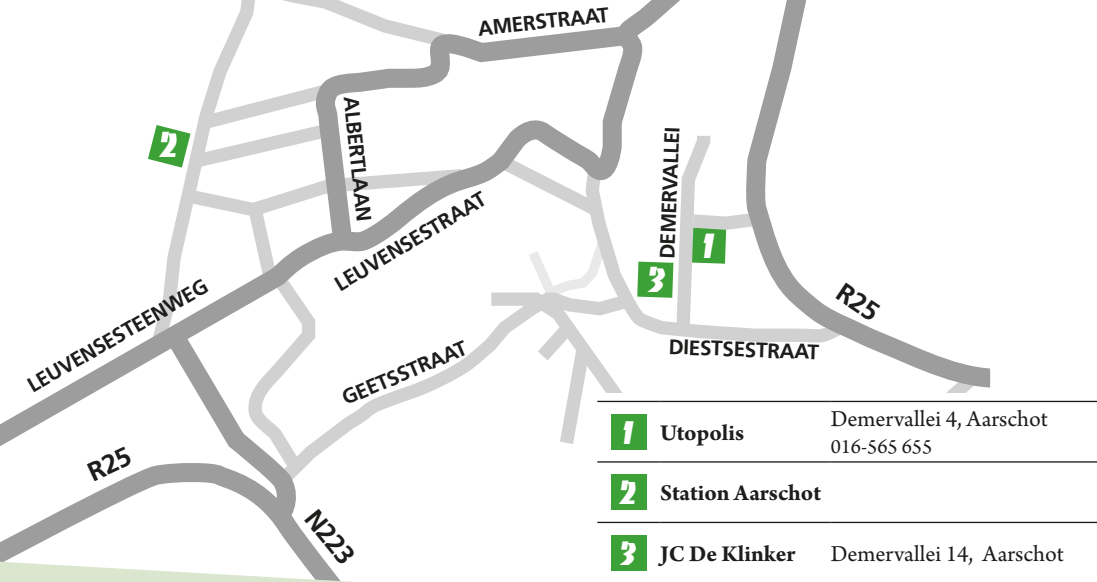 AMERSTRAAT
ALBERTLAAN
2
DEMERVALLEI
LEUVENSESTRAAT
1
3
LEUVENSESTEENWEG
R25
DIESTSESTRAAT
GEETSSTRAAT
R25
N223
1 Utopolis Demervallei 4, Aarschot
016-565 655
2 Station Aarschot
3 JC De Klinker Demervallei 14, Aarschot